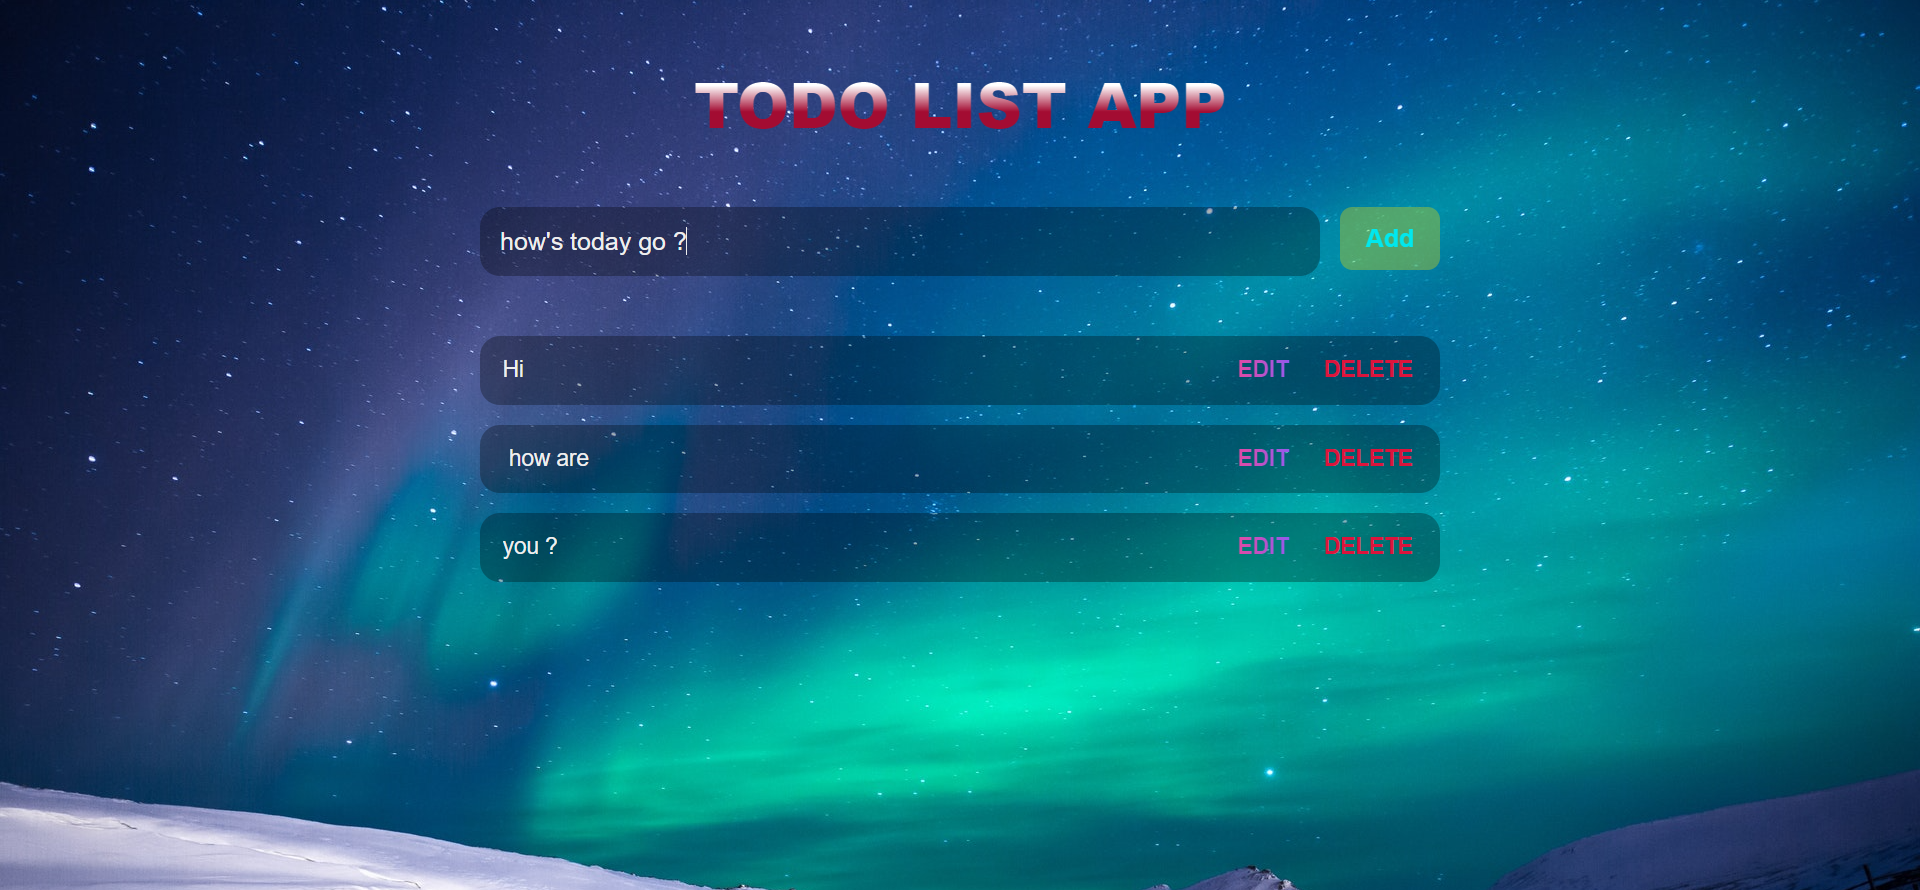 TODO LIST APP
how's today go ? Add
Hi EDIT DELETE
how are EDIT DELETE
you ? EDIT DELETE